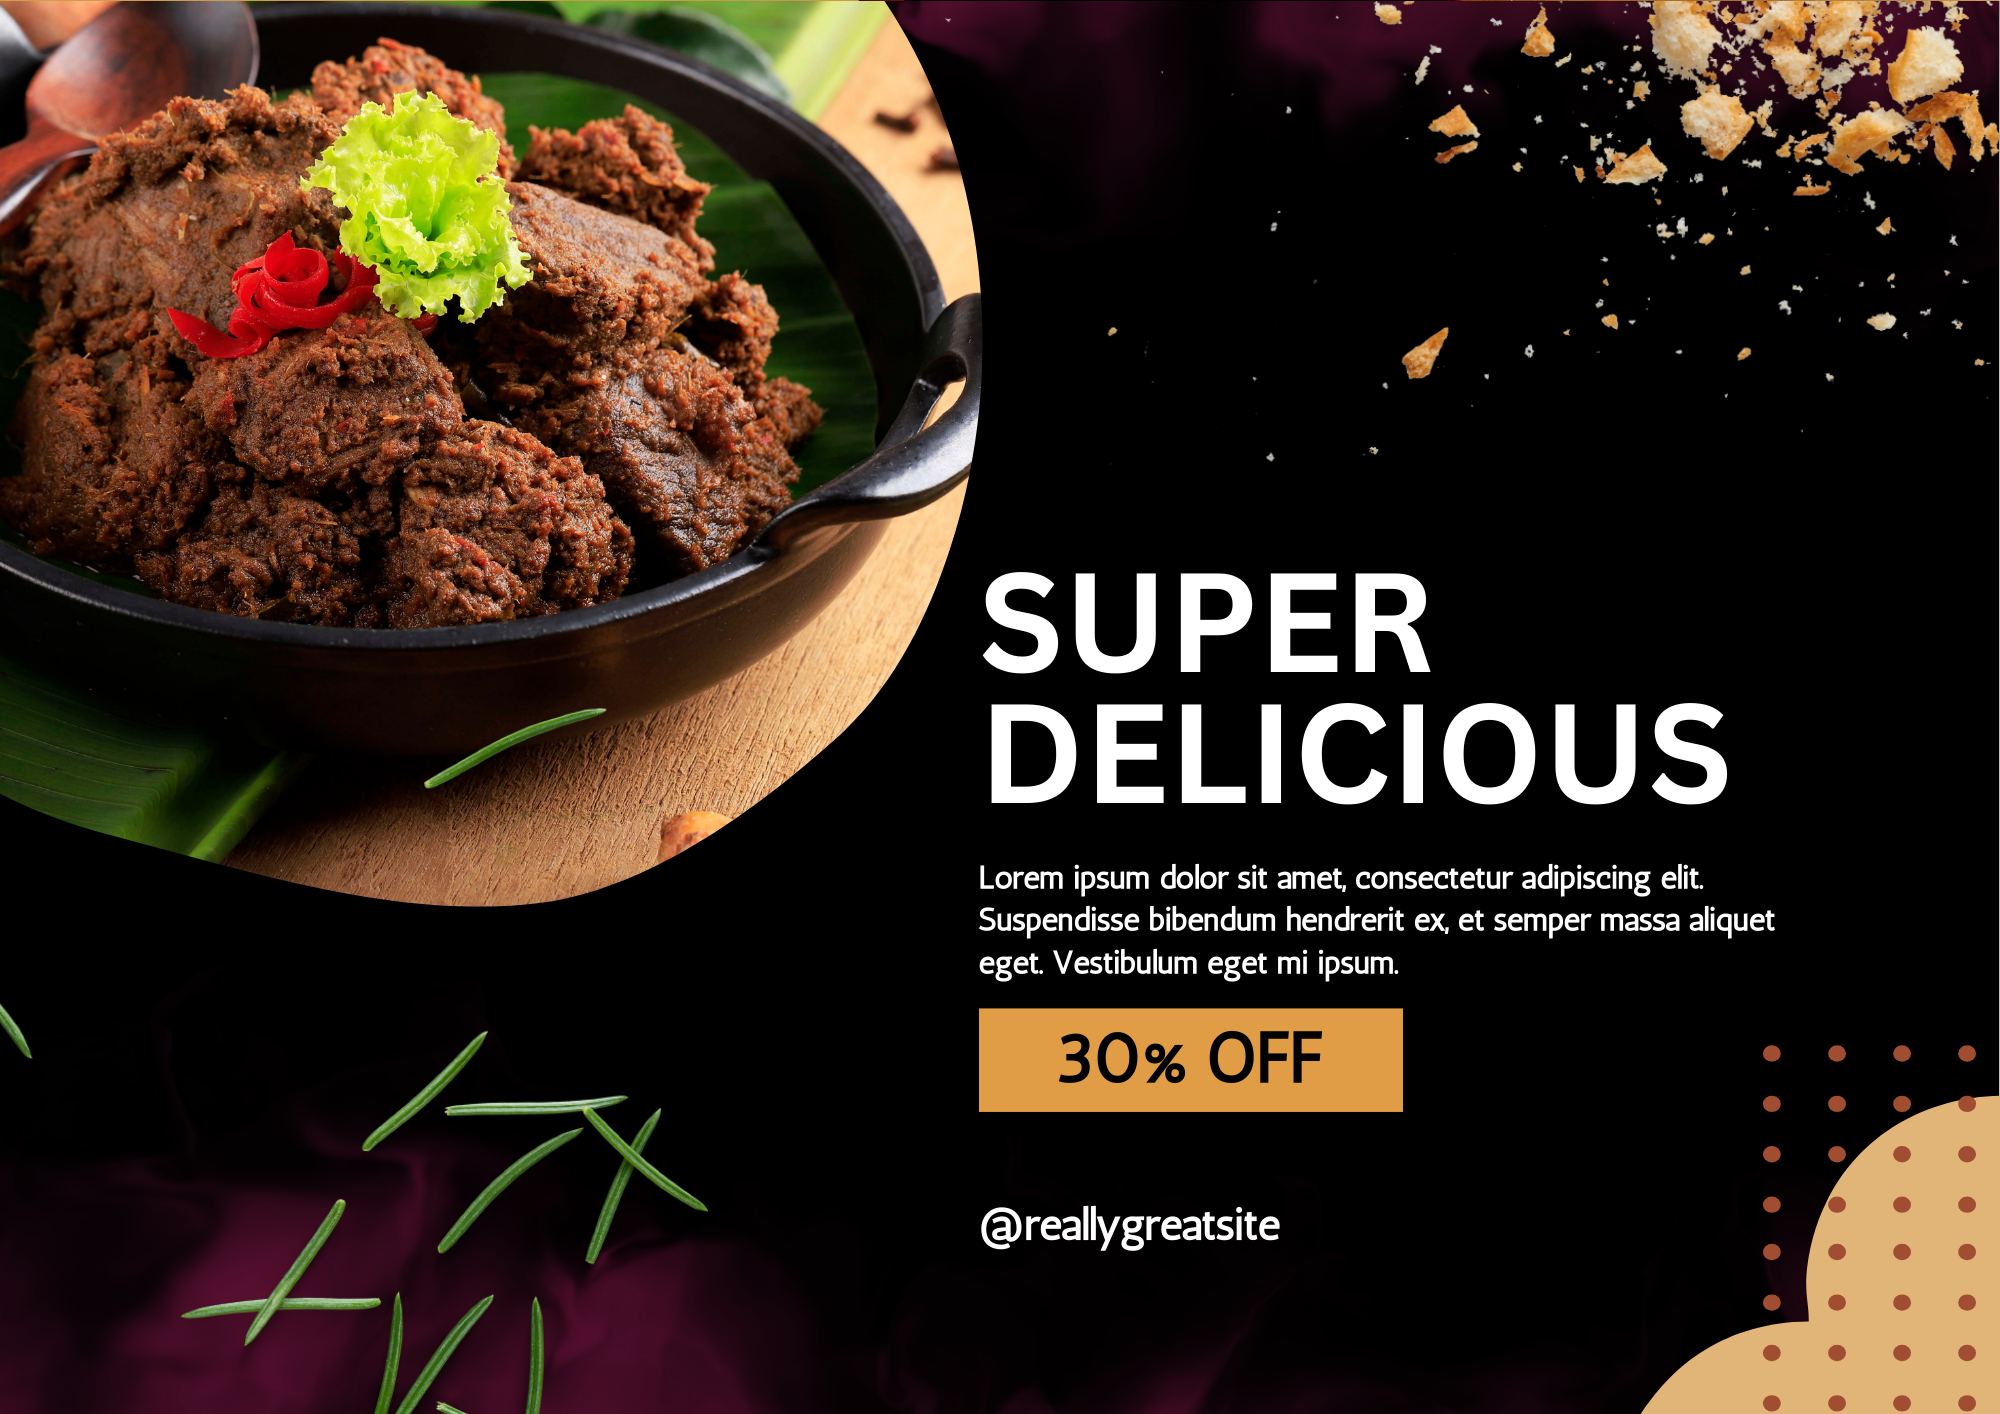 SUPER
DELICIOUS
Lorem ipsum dolor sit amet, consectetur adipiscing elit.
Suspendisse bibendum hendrerit ex, et semper massa aliquet
eget. Vestibulum eget mi ipsum.
30% OFF
@reallygreatsite